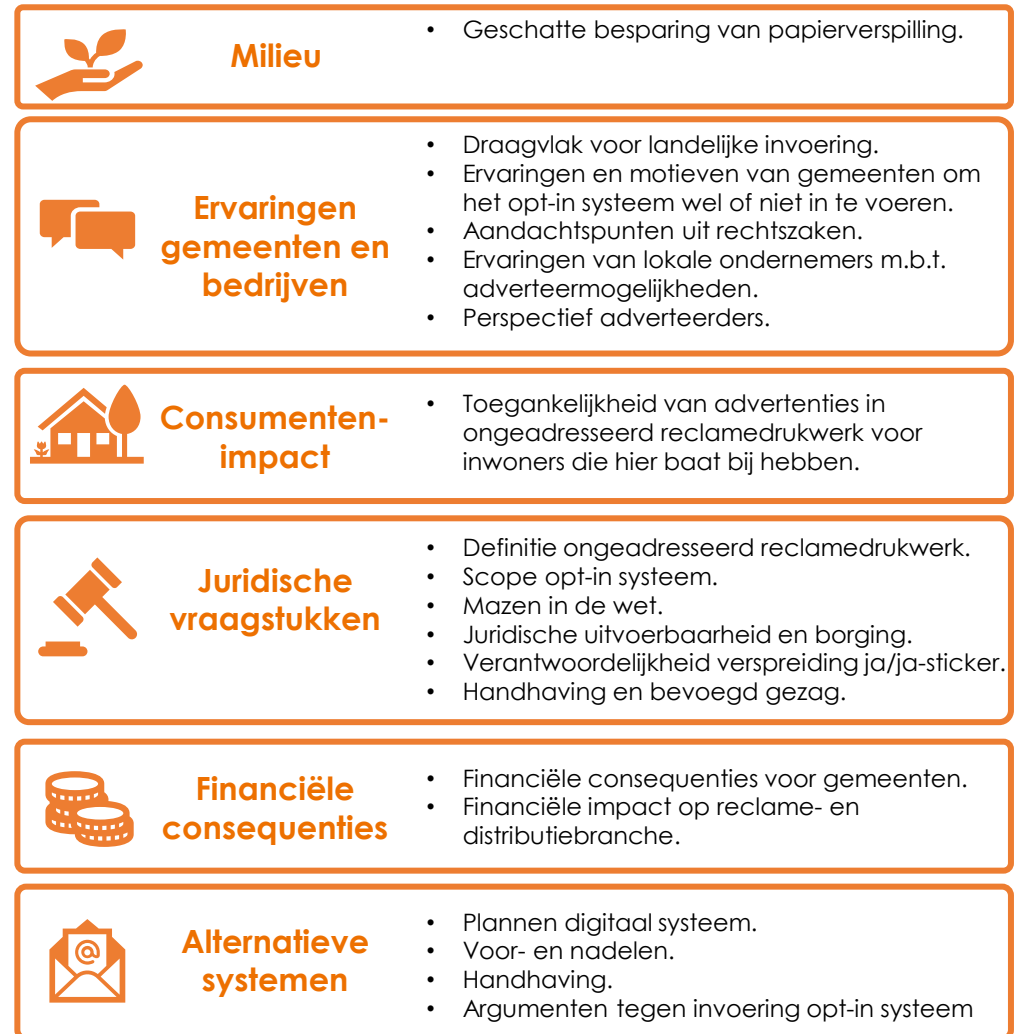 Milieu
• Geschatte besparing van papierverspilling.
Ervaringen
gemeenten en
bedrijven
• Draagvlak voor landelijke invoering.
• Ervaringen en motieven van gemeenten om
het opt-in systeem wel of niet in te voeren.
• Aandachtspunten uit rechtszaken.
• Ervaringen van lokale ondernemers m.b.t.
adverteermogelijkheden.
• Perspectief adverteerders.
Consumenten-
impact
• Toegankelijkheid van advertenties in
ongeadresseerd reclamedrukwerk voor
inwoners die hier baat bij hebben.
Juridische
vraagstukken
• Definitie ongeadresseerd reclamedrukwerk.
• Scope opt-in systeem.
• Mazen in de wet.
• Juridische uitvoerbaarheid en borging.
• Verantwoordelijkheid verspreiding ja/ja-sticker.
• Handhaving en bevoegd gezag.
Financiële
consequenties
• Financiële consequenties voor gemeenten.
• Financiële impact op reclame- en
distributiebranche.
@
Alternatieve
systemen
• Plannen digitaal systeem.
• Voor- en nadelen.
• Handhaving.
• Argumenten tegen invoering opt-in systeem